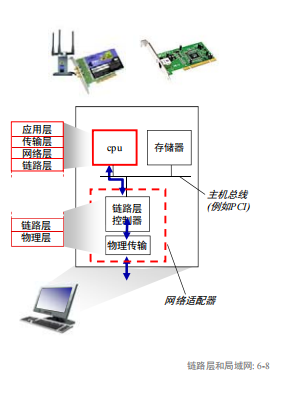 应用层
传输层
网络层
链路层
cpu
存储器
主机总线
(例如PCI)
链路层
控制器
链路层
物理层
物理传输
网络适配器
链路层和局域网: 6-8